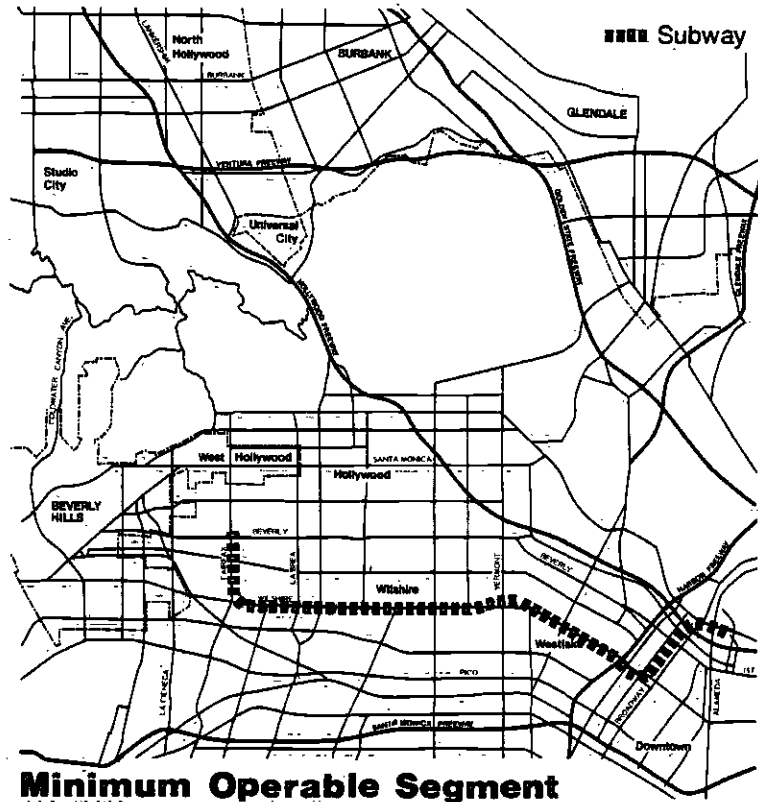 Subway
North
Hollywood
LANKERSHIM
BURBANK
BURBANK
GLENDALE
VENTURA FREEWAY
Studio
City
Universal
City
GOLDEN STATE FREEWAY
GLENDALE FREEWAY
HOLLYWOOD FREEWAY
COLDWATER CANYON AVE.
West Hollywood
SANTA MONICA
Hollywood
BEVERLY
HILLS
BEVERLY
BEVERLY
FAIRFAX
LA BREA
VERMONT
HARBOR FREEWAY
WILSHIRE
Wilshire
Westlake
1ST
PICO
LA CIENEGA
BROADWAY
ALAMEDA
SANTA MONICA FREEWAY
Downtown
Minimum Operable Segment